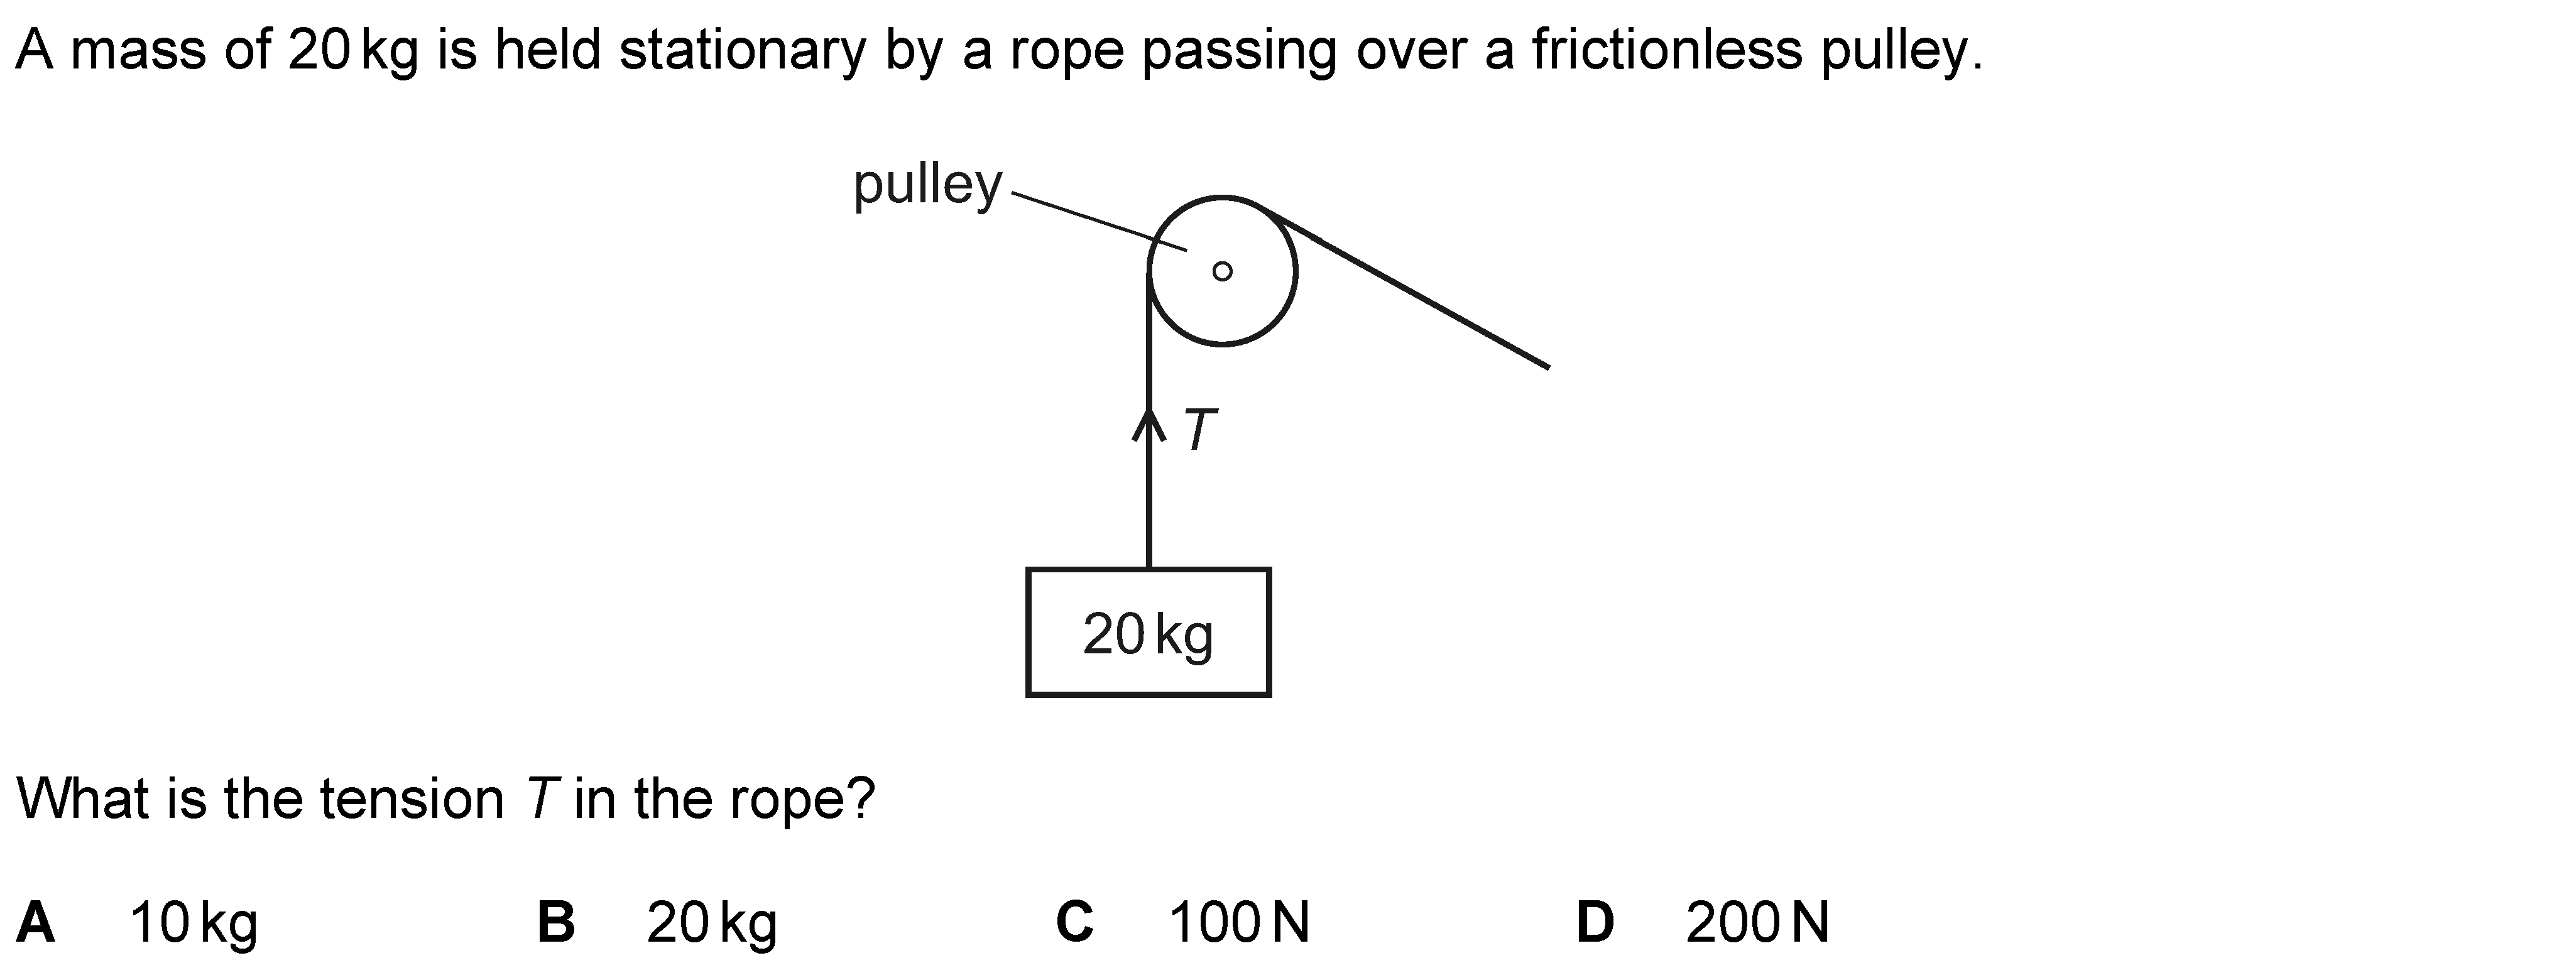 A mass of 20 kg is held stationary by a rope passing over a frictionless pulley.
pulley
T
20 kg
What is the tension T in the rope?
A 10 kg B 20 kg C 100 N D 200 N